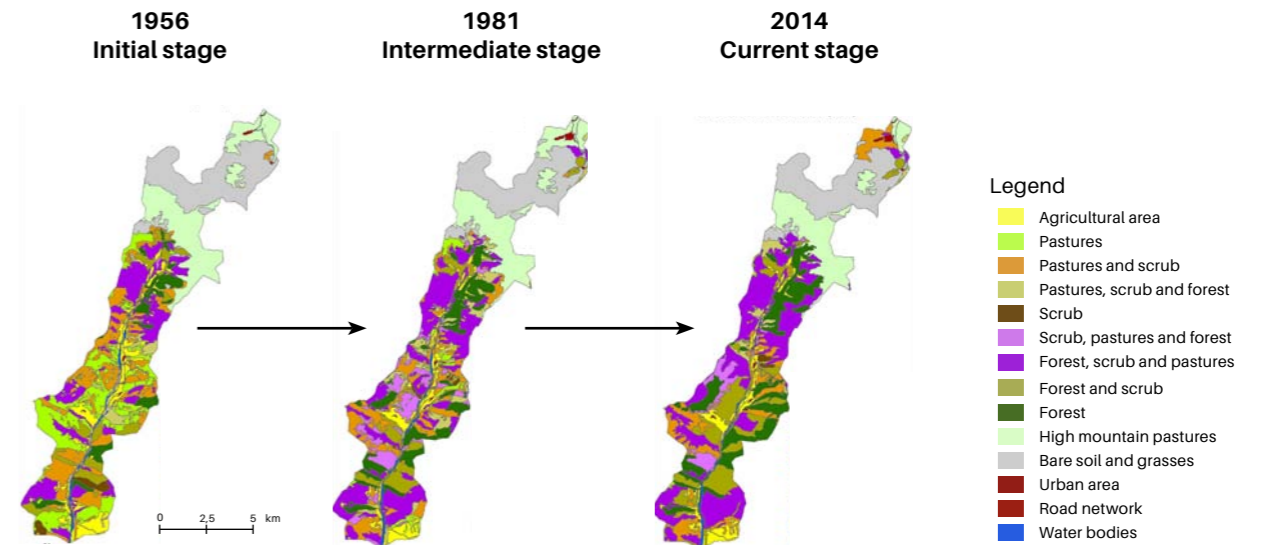 1956
Initial stage
1981
Intermediate stage
2014
Current stage
0 2,5 5 km
Legend
Agricultural area
Pastures
Pastures and scrub
Pastures, scrub and forest
Scrub
Scrub, pastures and forest
Forest, scrub and pastures
Forest and scrub
Forest
High mountain pastures
Bare soil and grasses
Urban area
Road network
Water bodies